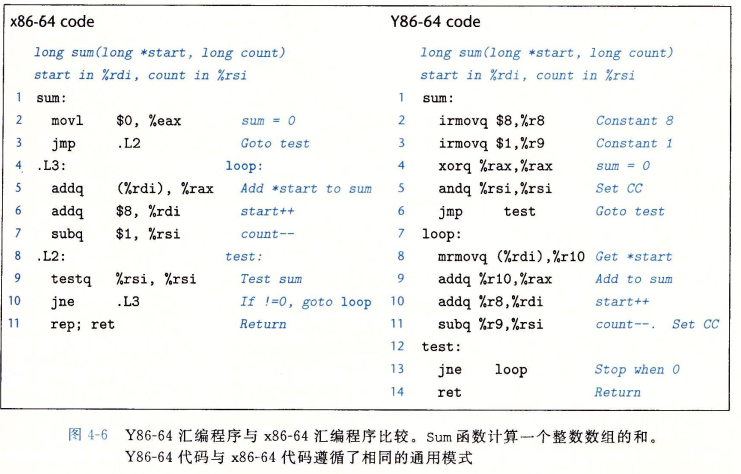 x86-64 code
long sum(long *start, long count)
start in %rdi, count in %rsi
1 sum:
2 movl $0, %eax sum = 0
3 jmp .L2 Goto test
4 .L3: loop:
5 addq (%rdi), %rax Add *start to sum
6 addq $8, %rdi start++
7 subq $1, %rsi count--
8 .L2: test:
9 testq %rsi, %rsi Test sum
10 jne .L3 If !=0, goto loop
11 rep; ret Return
Y86-64 code
long sum(long *start, long count)
start in %rdi, count in %rsi
1 sum:
2 irmovq $8,%r8 Constant 8
3 irmovq $1,%r9 Constant 1
4 xorq %rax,%rax sum = 0
5 andq %rsi,%rsi Set CC
6 jmp test Goto test
7 loop:
8 mrmovq (%rdi),%r10 Get *start
9 addq %r10,%rax Add to sum
10 addq %r8,%rdi start++
11 subq %r9,%rsi count--. Set CC
12 test:
13 jne loop Stop when 0
14 ret Return
图 4-6 Y86-64 汇编程序与 x86-64 汇编程序比较。Sum 函数计算一个整数数组的和。
Y86-64 代码与 x86-64 代码遵循了相同的通用模式